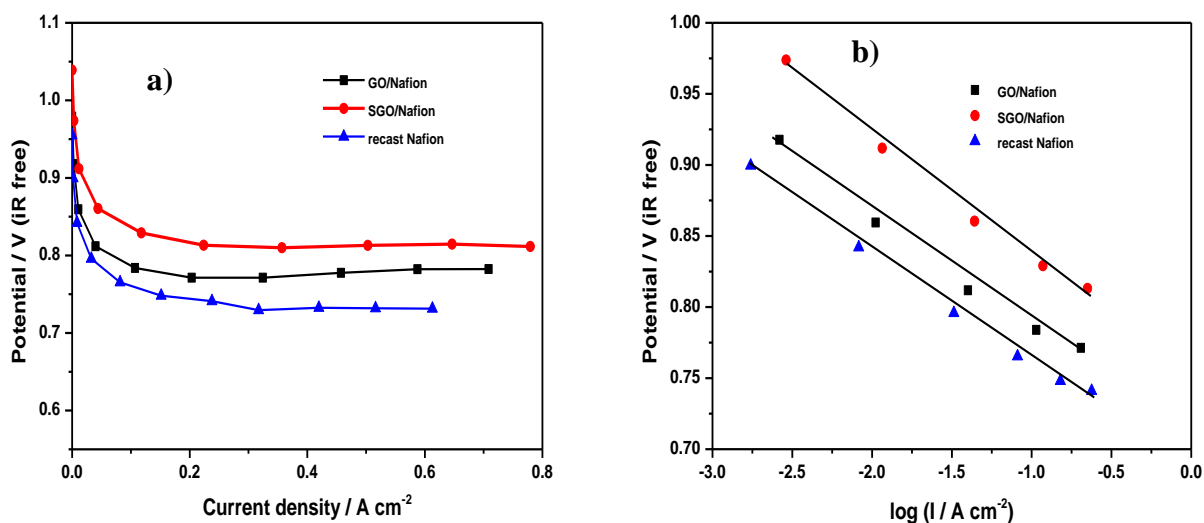 a)
GO/Nafion
SGO/Nafion
recast Nafion
1.1
1.0
0.9
0.8
0.7
0.6
Potential / V (iR free)
0.0 0.2 0.4 0.6 0.8
Current density / A cm-2
b)
GO/Nafion
SGO/Nafion
recast Nafion
1.00
0.95
0.90
0.85
0.80
0.75
0.70
Potential / V (iR free)
-3.0 -2.5 -2.0 -1.5 -1.0 -0.5 0.0
log (I / A cm-2)